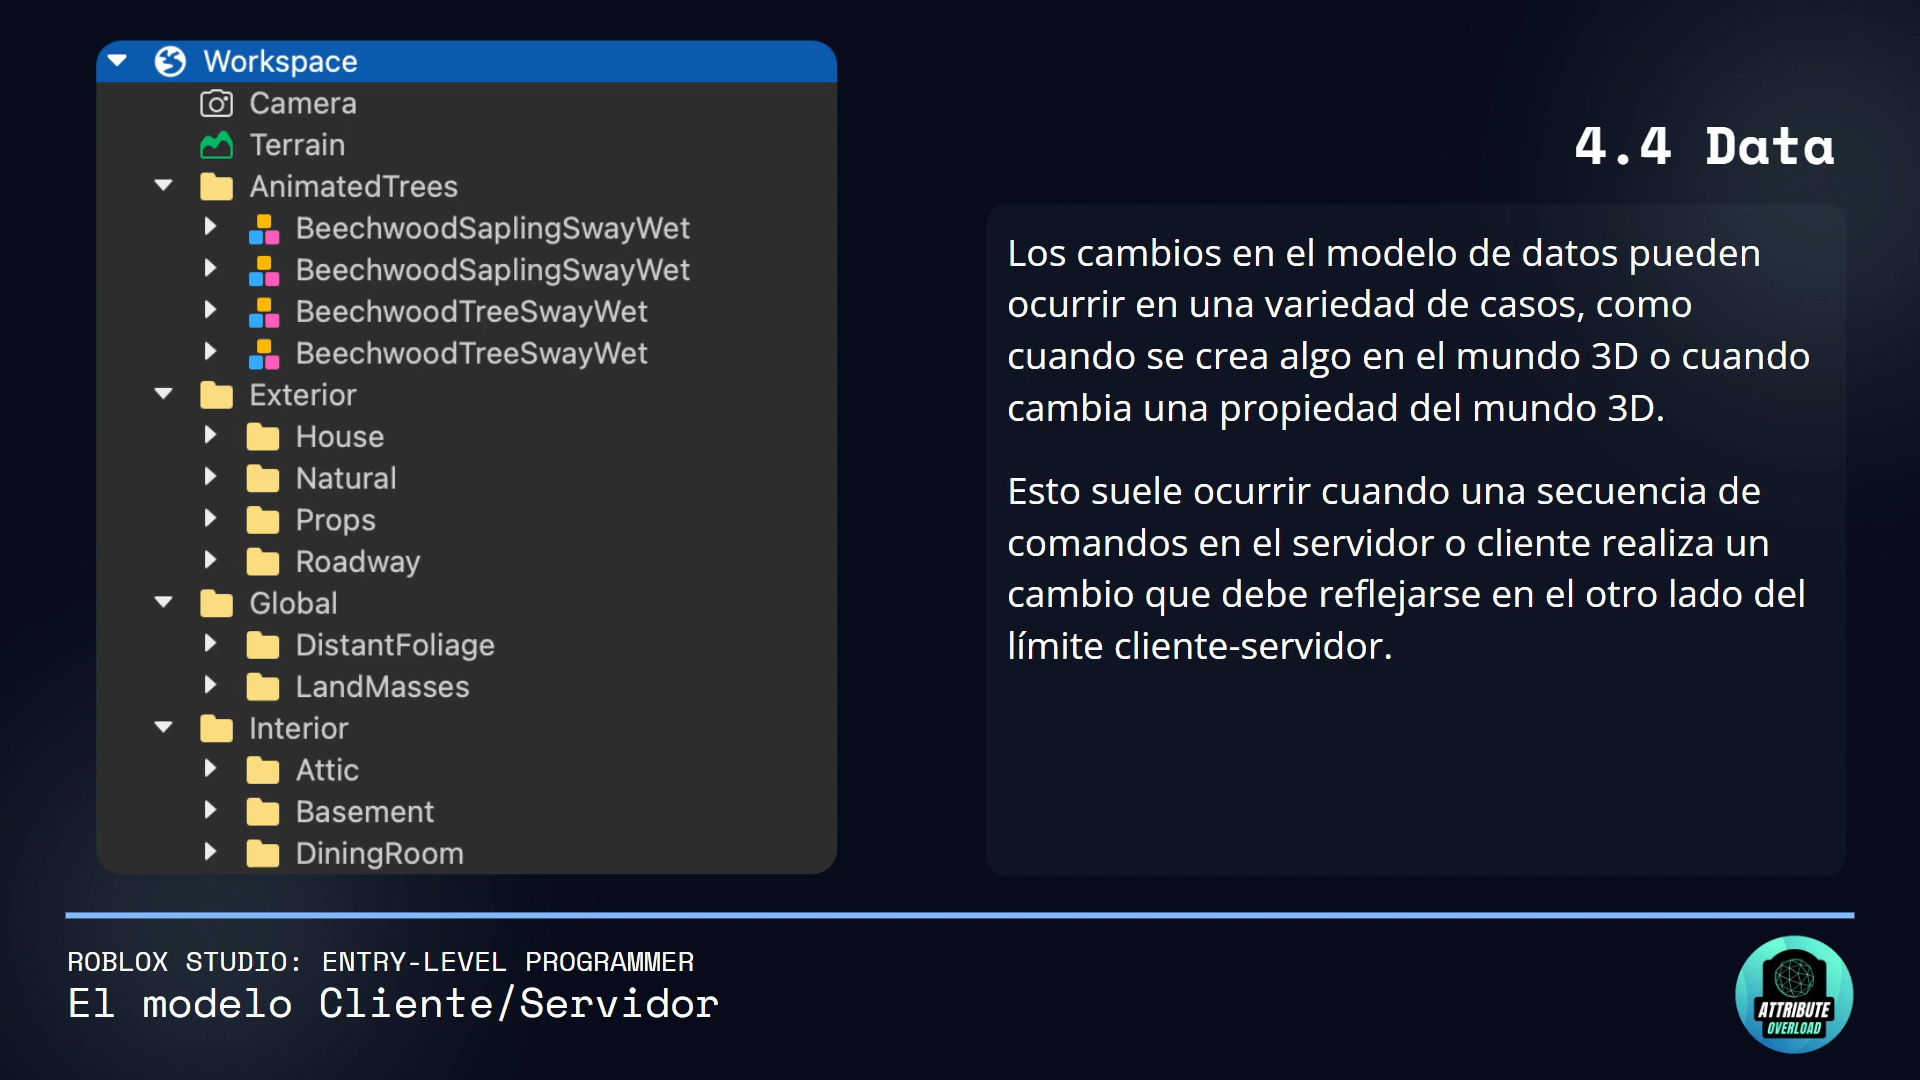 Workspace
Camera
Terrain
AnimatedTrees
BeechwoodSaplingSwayWet
BeechwoodSaplingSwayWet
BeechwoodTreeSwayWet
BeechwoodTreeSwayWet
Exterior
House
Natural
Props
Roadway
Global
DistantFoliage
LandMasses
Interior
Attic
Basement
DiningRoom
4.4 Data
Los cambios en el modelo de datos pueden
ocurrir en una variedad de casos, como
cuando se crea algo en el mundo 3D o cuando
cambia una propiedad del mundo 3D.
Esto suele ocurrir cuando una secuencia de
comandos en el servidor o cliente realiza un
cambio que debe reflejarse en el otro lado del
límite cliente-servidor.
ROBLOX STUDIO: ENTRY-LEVEL PROGRAMMER
El modelo Cliente/Servidor
ATTRIBUTE
OVERLOAD